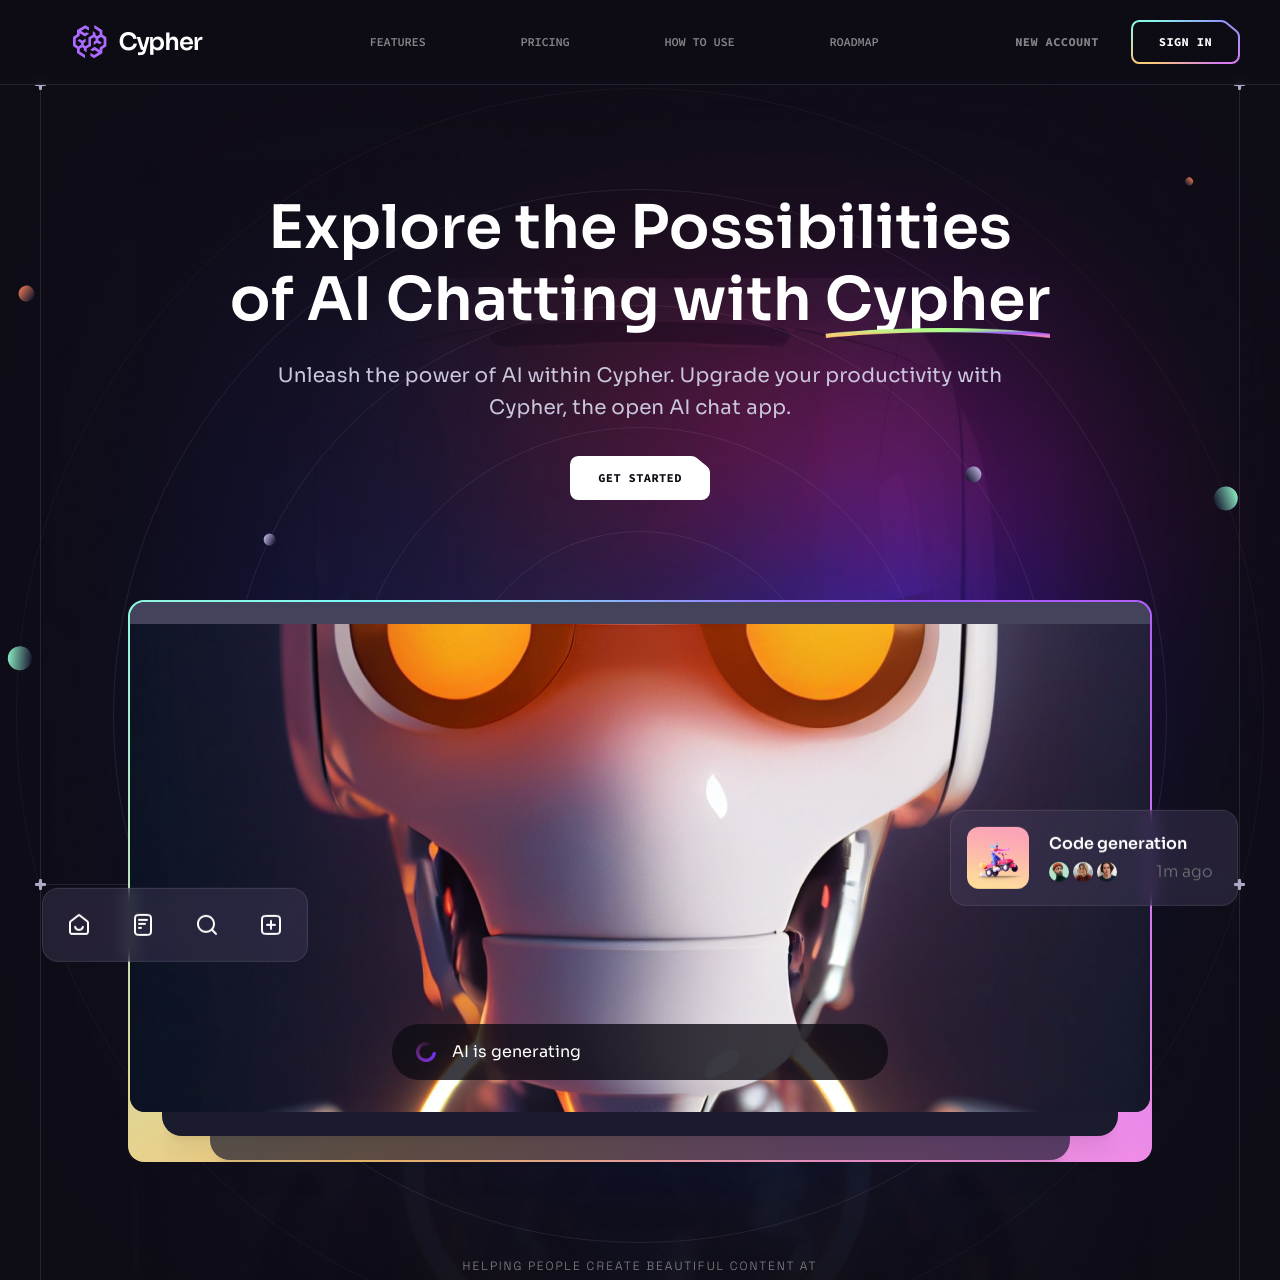 Cypher
FEATURES
PRICING
HOW TO USE
ROADMAP
NEW ACCOUNT
SIGN IN
Explore the Possibilities
of AI Chatting with Cypher
Unleash the power of AI within Cypher. Upgrade your productivity with
Cypher, the open AI chat app.
GET STARTED
Code generation
1m ago
AI is generating
HELPING PEOPLE CREATE BEAUTIFUL CONTENT AT